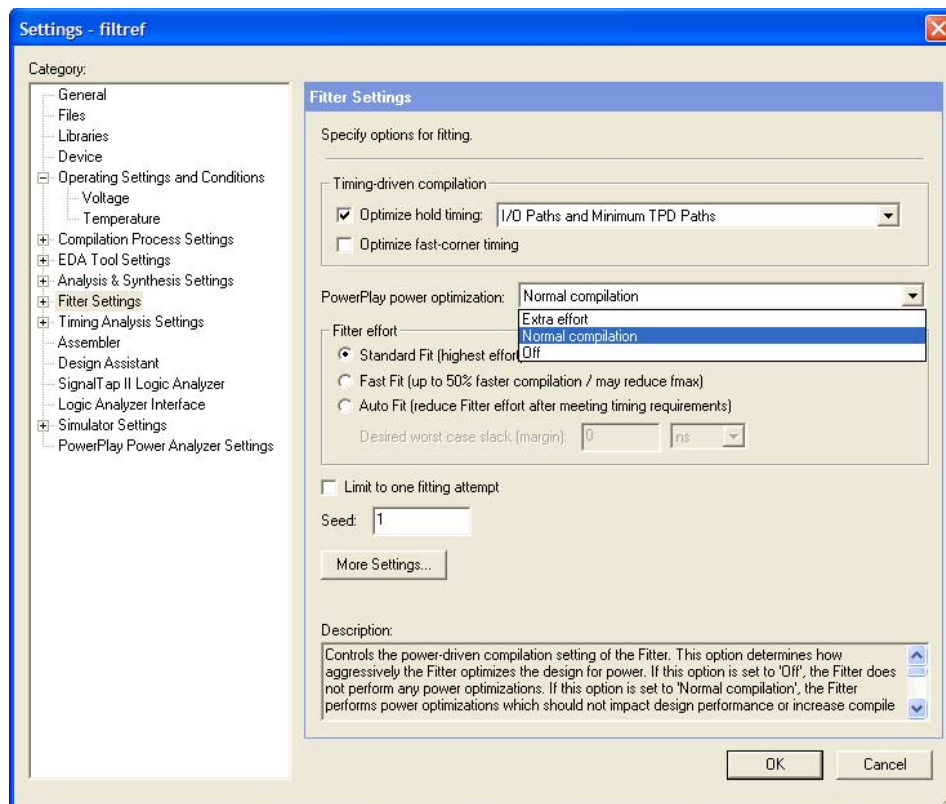 Settings - filtref
Category:
General
Files
Libraries
Device
Operating Settings and Conditions
Voltage
Temperature
Compilation Process Settings
EDA Tool Settings
Analysis & Synthesis Settings
Fitter Settings
Timing Analysis Settings
Assembler
Design Assistant
SignalTap II Logic Analyzer
Logic Analyzer Interface
Simulator Settings
PowerPlay Power Analyzer Settings
Fitter Settings
Specify options for fitting.
Timing-driven compilation
Optimize hold timing: I/O Paths and Minimum TPD Paths
Optimize fast-corner timing
PowerPlay power optimization: Normal compilation
Extra effort
Normal compilation
Off
Fitter effort
Standard Fit (highest effort
Fast Fit (up to 50% faster compilation / may reduce fmax)
Auto Fit (reduce Fitter effort after meeting timing requirements)
Desired worst case slack (margin): 0 ns
Limit to one fitting attempt
Seed: 1
More Settings...
Description:
Controls the power-driven compilation setting of the Fitter. This option determines how
aggressively the Fitter optimizes the design for power. If this option is set to 'Off', the Fitter does
not perform any power optimizations. If this option is set to 'Normal compilation', the Fitter
performs power optimizations which should not impact design performance or increase compile
OK Cancel